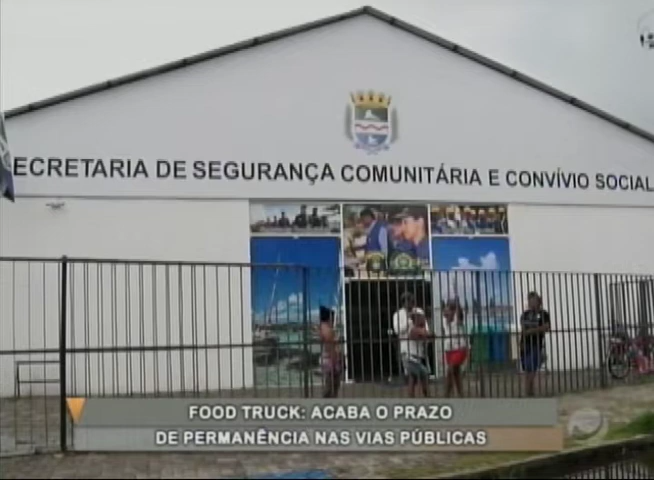 ECRETARIA DE SEGURANÇA COMUNITÁRIA E CONVÍVIO SOCIAL
FOOD TRUCK: ACABA O PRAZO
DE PERMANÊNCIA NAS VIAS PÚBLICAS